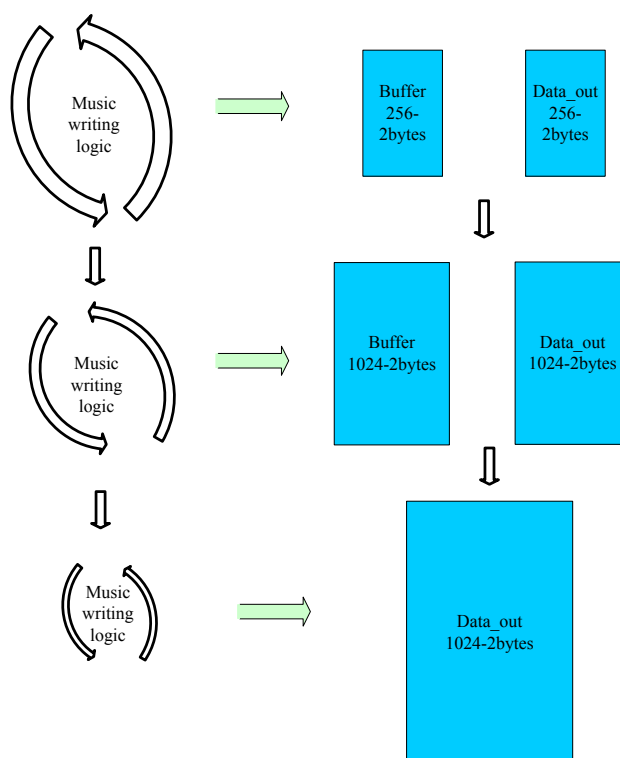 Music
writing
logic
Buffer
256-
2bytes
Data_out
256-
2bytes
Music
writing
logic
Buffer
1024-2bytes
Data_out
1024-2bytes
Music
writing
logic
Data_out
1024-2bytes